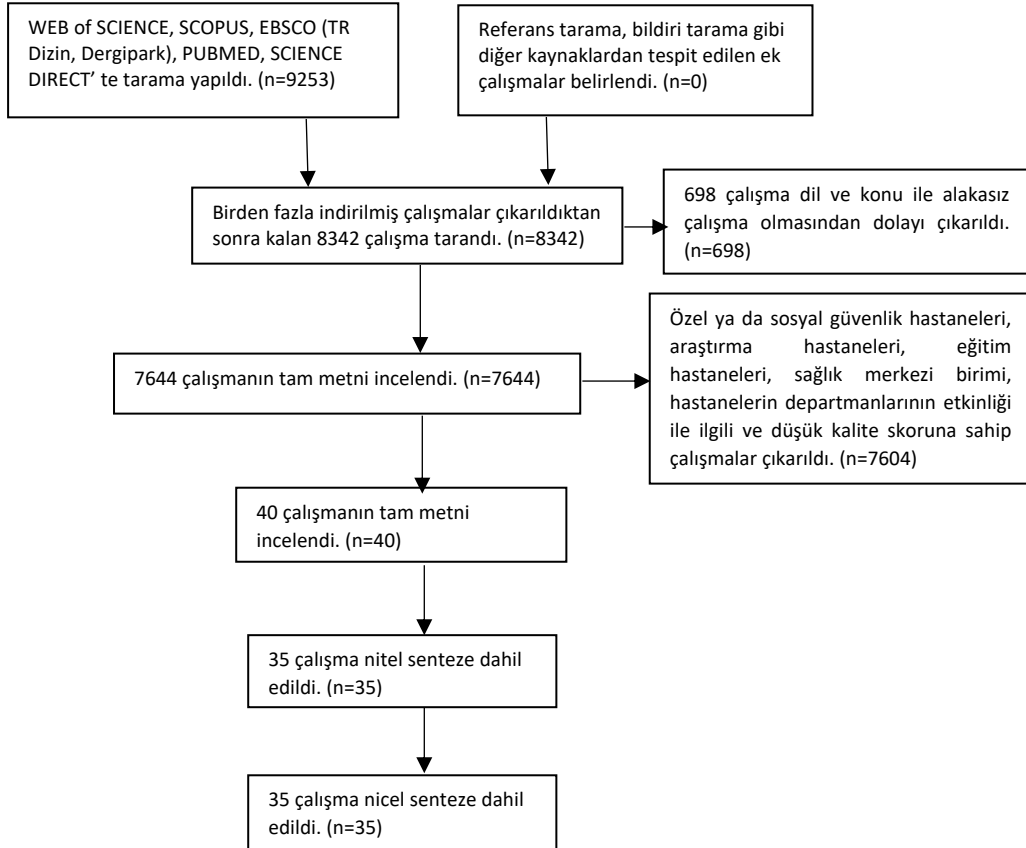 WEB of SCIENCE, SCOPUS, EBSCO (TR
Dizin, Dergipark), PUBMED, SCIENCE
DIRECT’ te tarama yapıldı. (n=9253)
Referans tarama, bildiri tarama gibi
diğer kaynaklardan tespit edilen ek
çalışmalar belirlendi. (n=0)
Birden fazla indirilmiş çalışmalar çıkarıldıktan
sonra kalan 8342 çalışma tarandı. (n=8342)
698 çalışma dil ve konu ile alakasız
çalışma olmasından dolayı çıkarıldı.
(n=698)
7644 çalışmanın tam metni incelendi. (n=7644)
Özel ya da sosyal güvenlik hastaneleri,
araştırma hastaneleri, eğitim
hastaneleri, sağlık merkezi birimi,
hastanelerin departmanlarının etkinliği
ile ilgili ve düşük kalite skoruna sahip
çalışmalar çıkarıldı. (n=7604)
40 çalışmanın tam metni
incelendi. (n=40)
35 çalışma nitel senteze dahil
edildi. (n=35)
35 çalışma nicel senteze dahil
edildi. (n=35)